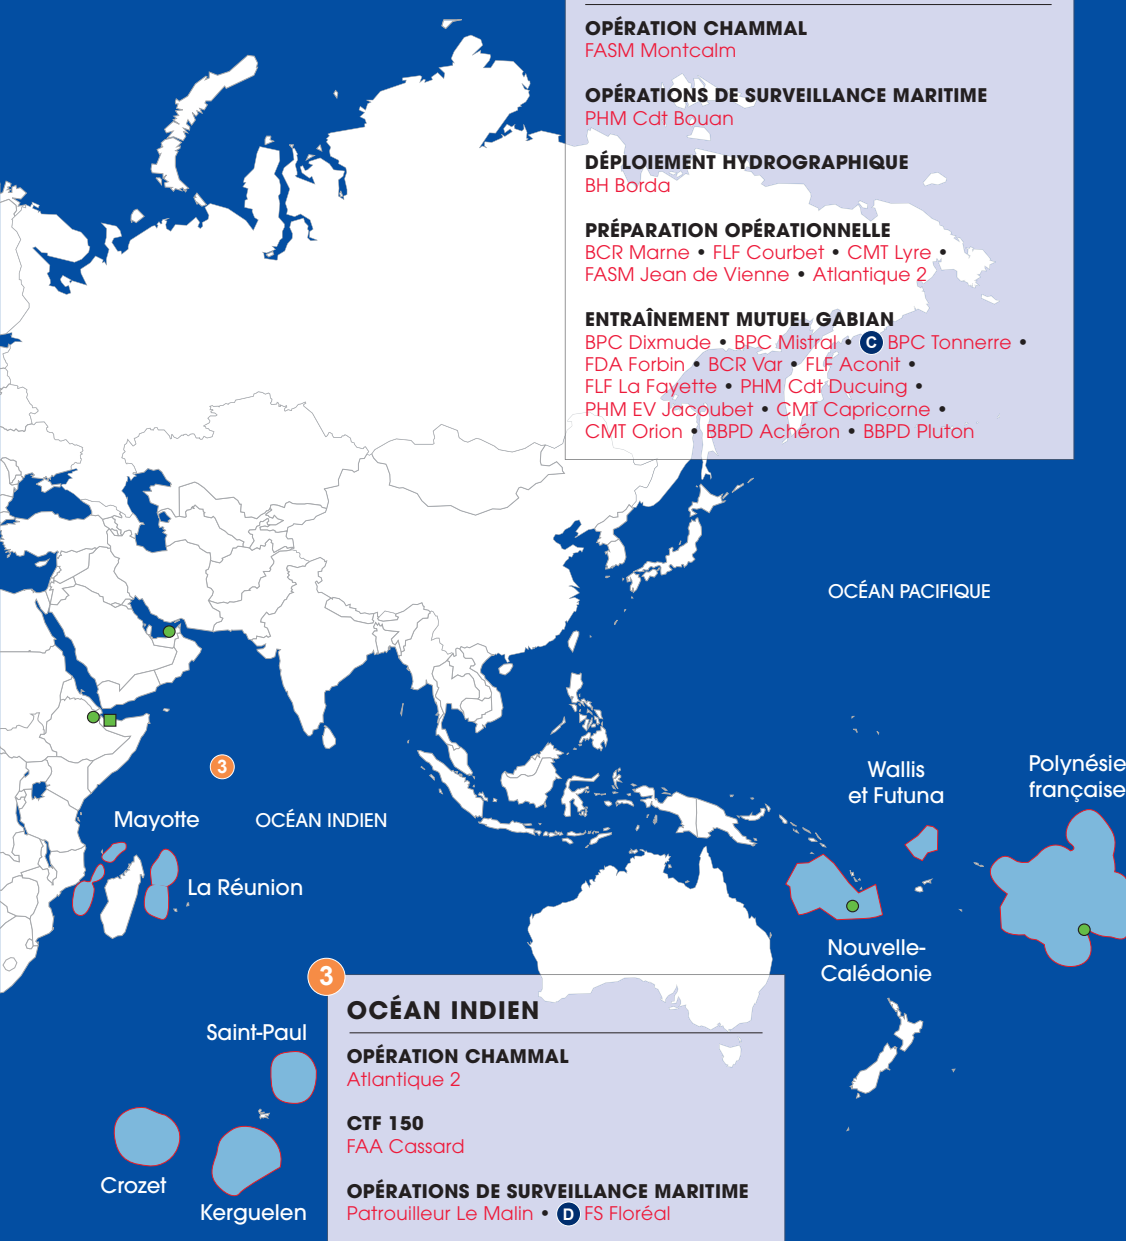 OPÉRATION CHAMMAL
FASM Montcalm
OPÉRATIONS DE SURVEILLANCE MARITIME
PHM Cdt Bouan
DÉPLOIEMENT HYDROGRAPHIQUE
BH Borda
PRÉPARATION OPÉRATIONNELLE
BCR Marne • FLF Courbet • CMT Lyre •
FASM Jean de Vienne • Atlantique 2
ENTRAÎNEMENT MUTUEL GABIAN
BPC Dixmude • BPC Mistral • C BPC Tonnerre •
FDA Forbin • BCR Var • FLF Aconit •
FLF La Fayette • PHM Cdt Ducuing •
PHM EV Jacoubet • CMT Capricorne •
CMT Orion • BBPD Achéron • BBPD Pluton
OCÉAN PACIFIQUE
3
Wallis
et Futuna
Polynésie
française
Mayotte
OCÉAN INDIEN
La Réunion
Nouvelle-
Calédonie
Saint-Paul
Crozet
Kerguelen
3
OCÉAN INDIEN
OPÉRATION CHAMMAL
Atlantique 2
CTF 150
FAA Cassard
OPÉRATIONS DE SURVEILLANCE MARITIME
Patrouilleur Le Malin • D FS Floréal